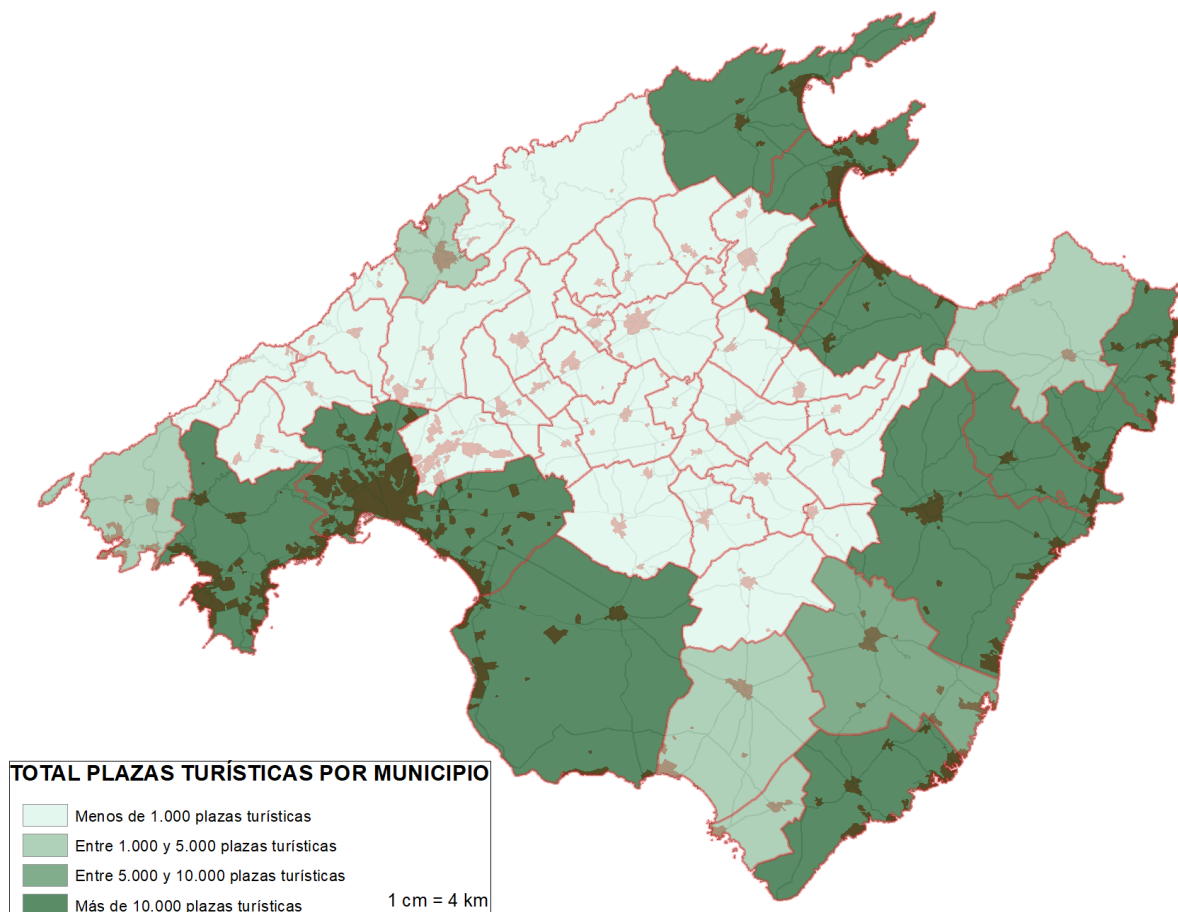 TOTAL PLAZAS TURÍSTICAS POR MUNICIPIO
Menos de 1.000 plazas turísticas
Entre 1.000 y 5.000 plazas turísticas
Entre 5.000 y 10.000 plazas turísticas
Más de 10.000 plazas turísticas
1 cm = 4 km